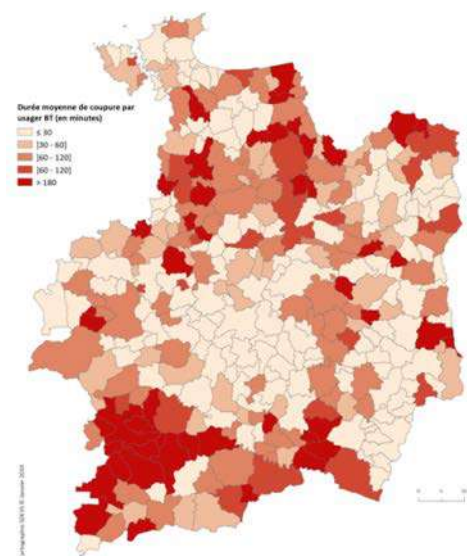 Durée moyenne de coupure par
usager BT (en minutes)
≤ 30
]30 - 60]
]60 - 120]
]60 - 120]
> 180